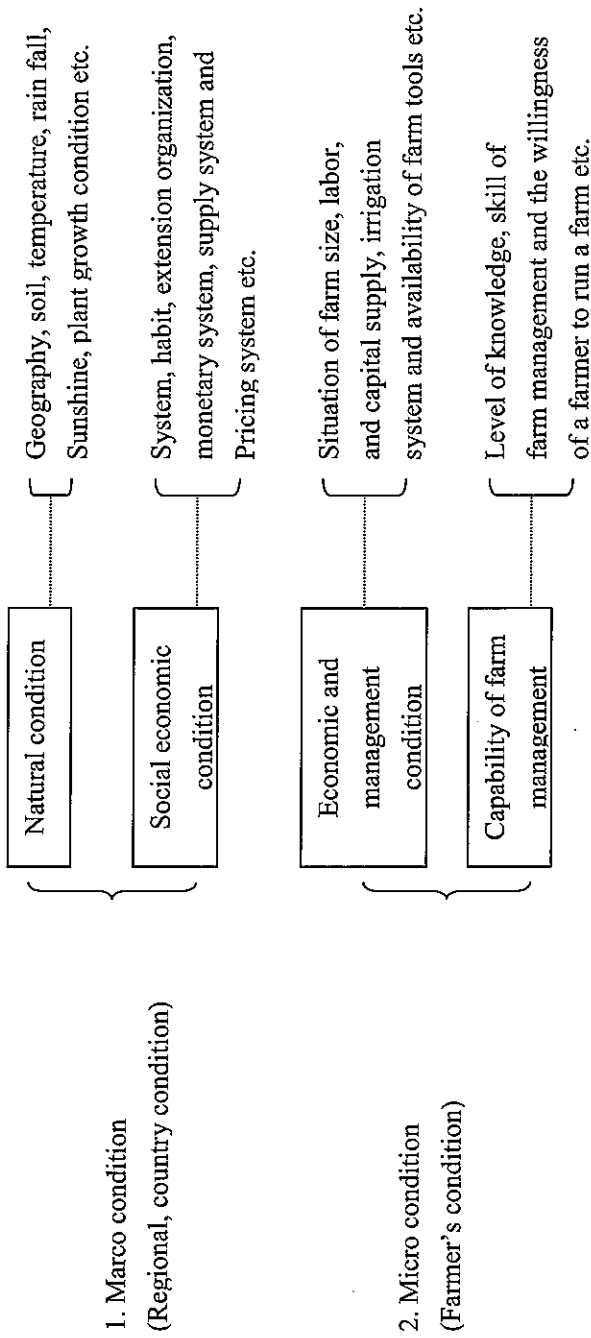 1. Marco condition
(Regional, country condition)
Natural condition
Geography, soil, temperature, rain fall,
Sunshine, plant growth condition etc.
Social economic
condition
System, habit, extension organization,
monetary system, supply system and
Pricing system etc.
2. Micro condition
(Farmer's condition)
Economic and
management
condition
Situation of farm size, labor,
and capital supply, irrigation
system and availability of farm tools etc.
Capability of farm
management
Level of knowledge, skill of
farm management and the willingness
of a farmer to run a farm etc.